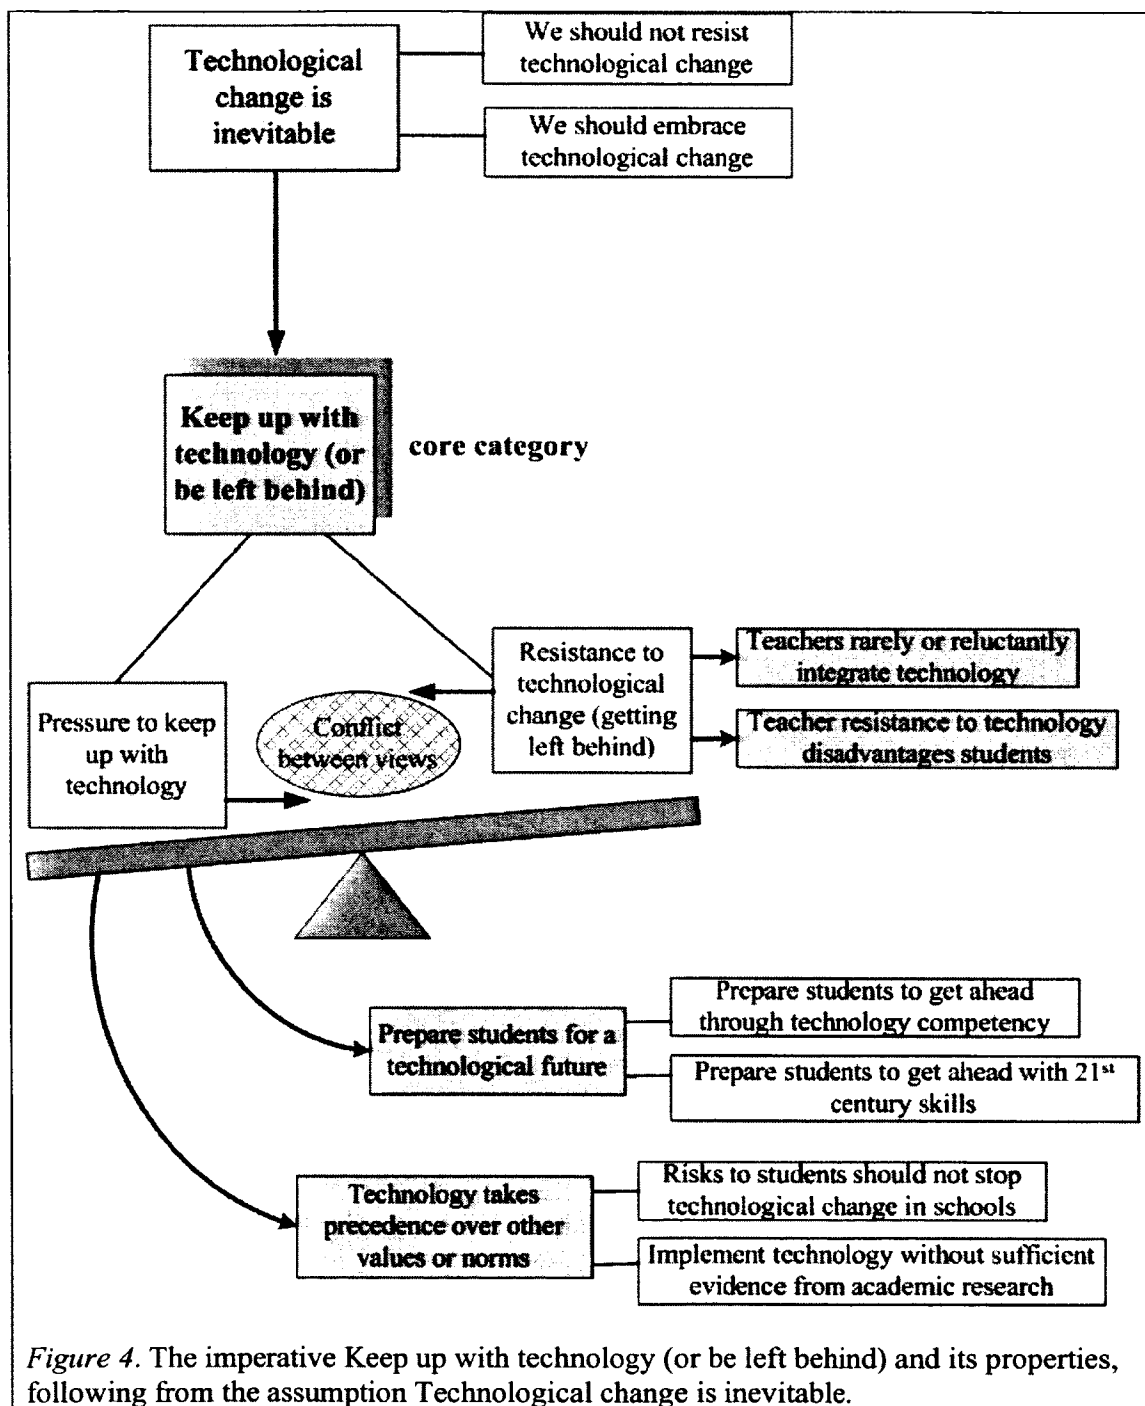 Technological
change is
inevitable
We should not resist
technological change
We should embrace
technological change
Keep up with
technology (or
be left behind)
core category
Pressure to keep
up with
technology
Conflict
between views
Resistance to
technological
change (getting
left behind)
Teachers rarely or reluctantly
integrate technology
Teacher resistance to technology
disadvantages students
Prepare students for a
technological future
Prepare students to get ahead
through technology competency
Prepare students to get ahead with 21st
century skills
Technology takes
precedence over other
values or norms
Risks to students should not stop
technological change in schools
Implement technology without sufficient
evidence from academic research
Figure 4. The imperative Keep up with technology (or be left behind) and its properties,
following from the assumption Technological change is inevitable.